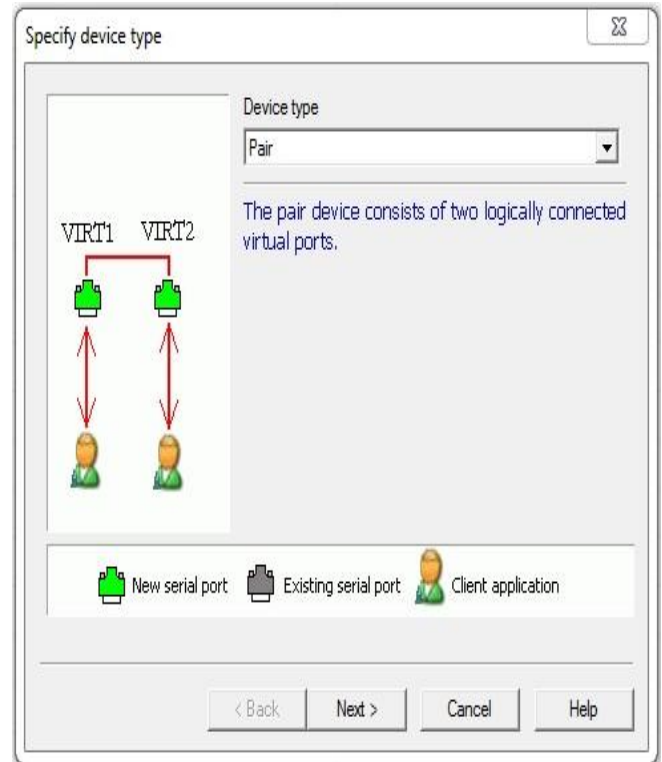 Specify device type
Device type
Pair
The pair device consists of two logically connected
virtual ports.
VIRT1 VIRT2
New serial port Existing serial port Client application
< Back Next > Cancel Help